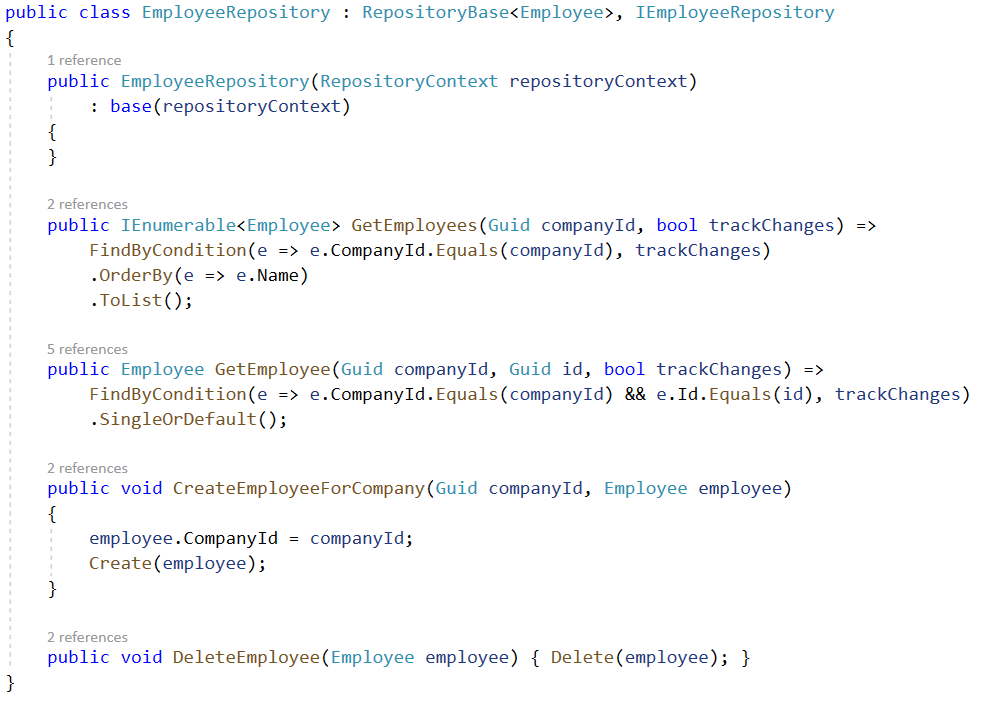 public class EmployeeRepository : RepositoryBase<Employee>, IEmployeeRepository
{
1 reference
public EmployeeRepository(RepositoryContext repositoryContext)
: base(repositoryContext)
{
}
2 references
public IEnumerable<Employee> GetEmployees(Guid companyId, bool trackChanges) =>
FindByCondition(e => e.CompanyId.Equals(companyId), trackChanges)
.OrderBy(e => e.Name)
.ToList();
5 references
public Employee GetEmployee(Guid companyId, Guid id, bool trackChanges) =>
FindByCondition(e => e.CompanyId.Equals(companyId) && e.Id.Equals(id), trackChanges)
.SingleOrDefault();
2 references
public void CreateEmployeeForCompany(Guid companyId, Employee employee)
{
employee.CompanyId = companyId;
Create(employee);
}
2 references
public void DeleteEmployee(Employee employee) { Delete(employee); }
}